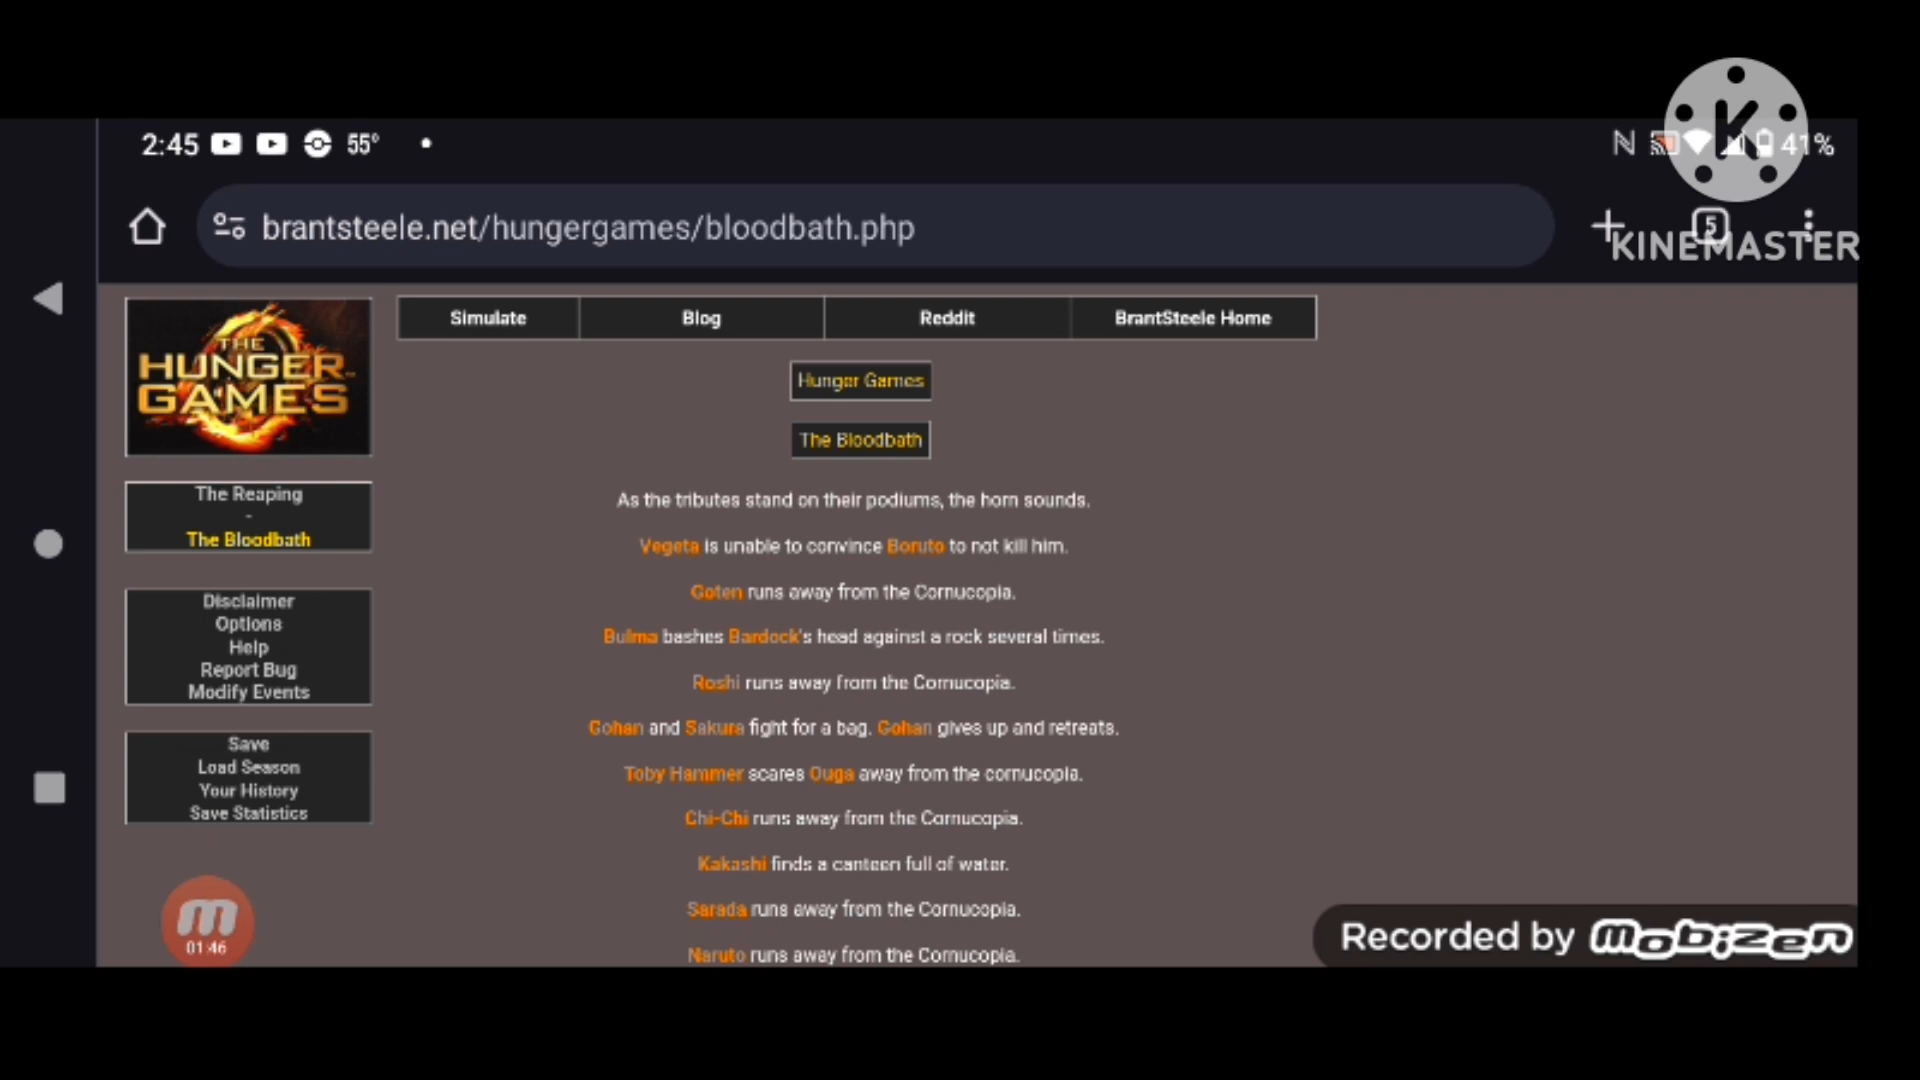 2:45 55° 41%
brantsteele.net/hungergames/bloodbath.php
5
KINEMASTER
THE
HUNGER
GAMES
Simulate Blog Reddit BrantSteele Home
Hunger Games
The Bloodbath
The Reaping
-
The Bloodbath
As the tributes stand on their podiums, the horn sounds.
Vegeta is unable to convince Boruto to not kill him.
Goten runs away from the Cornucopia.
Bulma bashes Bardock's head against a rock several times.
Roshi runs away from the Cornucopia.
Gohan and Sakura fight for a bag. Gohan gives up and retreats.
Toby Hammer scares Ouga away from the cornucopia.
Chi-Chi runs away from the Cornucopia.
Kakashi finds a canteen full of water.
Sarada runs away from the Cornucopia.
Naruto runs away from the Cornucopia.
Disclaimer
Options
Help
Report Bug
Modify Events
Save
Load Season
Your History
Save Statistics
01:46
Recorded by Mobizen